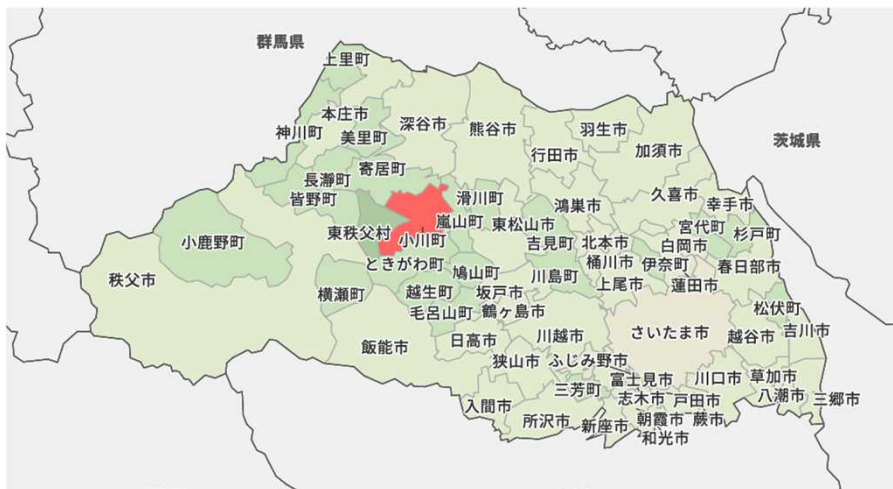 群馬県
上里町
本庄市
神川町
美里町
深谷市
熊谷市
羽生市
茨城県
行田市
加須市
寄居町
長瀞町
皆野町
滑川町
鴻巣市
久喜市
幸手市
嵐山町
東松山市
宮代町
杉戸町
東秩父村
小川町
吉見町
北本市
白岡市
小鹿野町
ときがわ町
鳩山町
桶川市
伊奈町
春日部市
秩父市
川島町
上尾市
蓮田市
横瀬町
越生町
坂戸市
毛呂山町
鶴ヶ島市
松伏町
さいたま市
越谷市
吉川市
飯能市
日高市
川越市
狭山市
ふじみ野市
三芳町
富士見市
川口市
草加市
入間市
志木市
戸田市
八潮市
三郷市
所沢市
新座市
朝霞市
蕨市
和光市